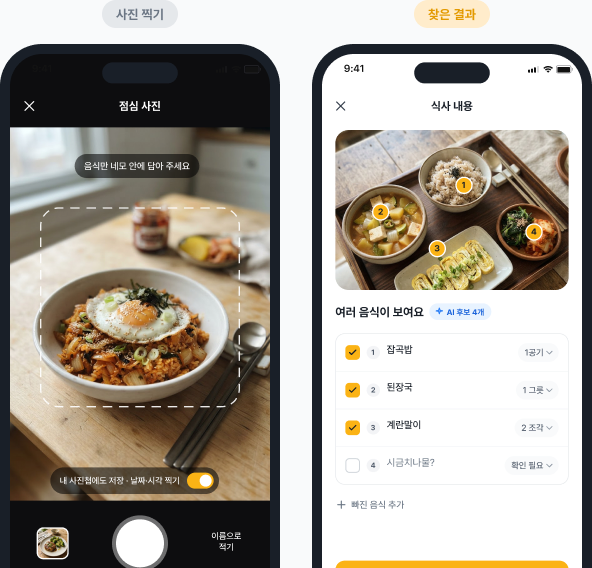 사진 찍기
찾은 결과
점심 사진
음식만 네모 안에 담아 주세요
내 사진첩에도 저장 · 날짜·시각 찍기
이름으로
적기
9:41
식사 내용
1
2
3
4
여러 음식이 보여요
AI 후보 4개
1 잡곡밥 1공기
2 된장국 1 그릇
3 계란말이 2 조각
4 시금치나물? 확인 필요
+ 빠진 음식 추가